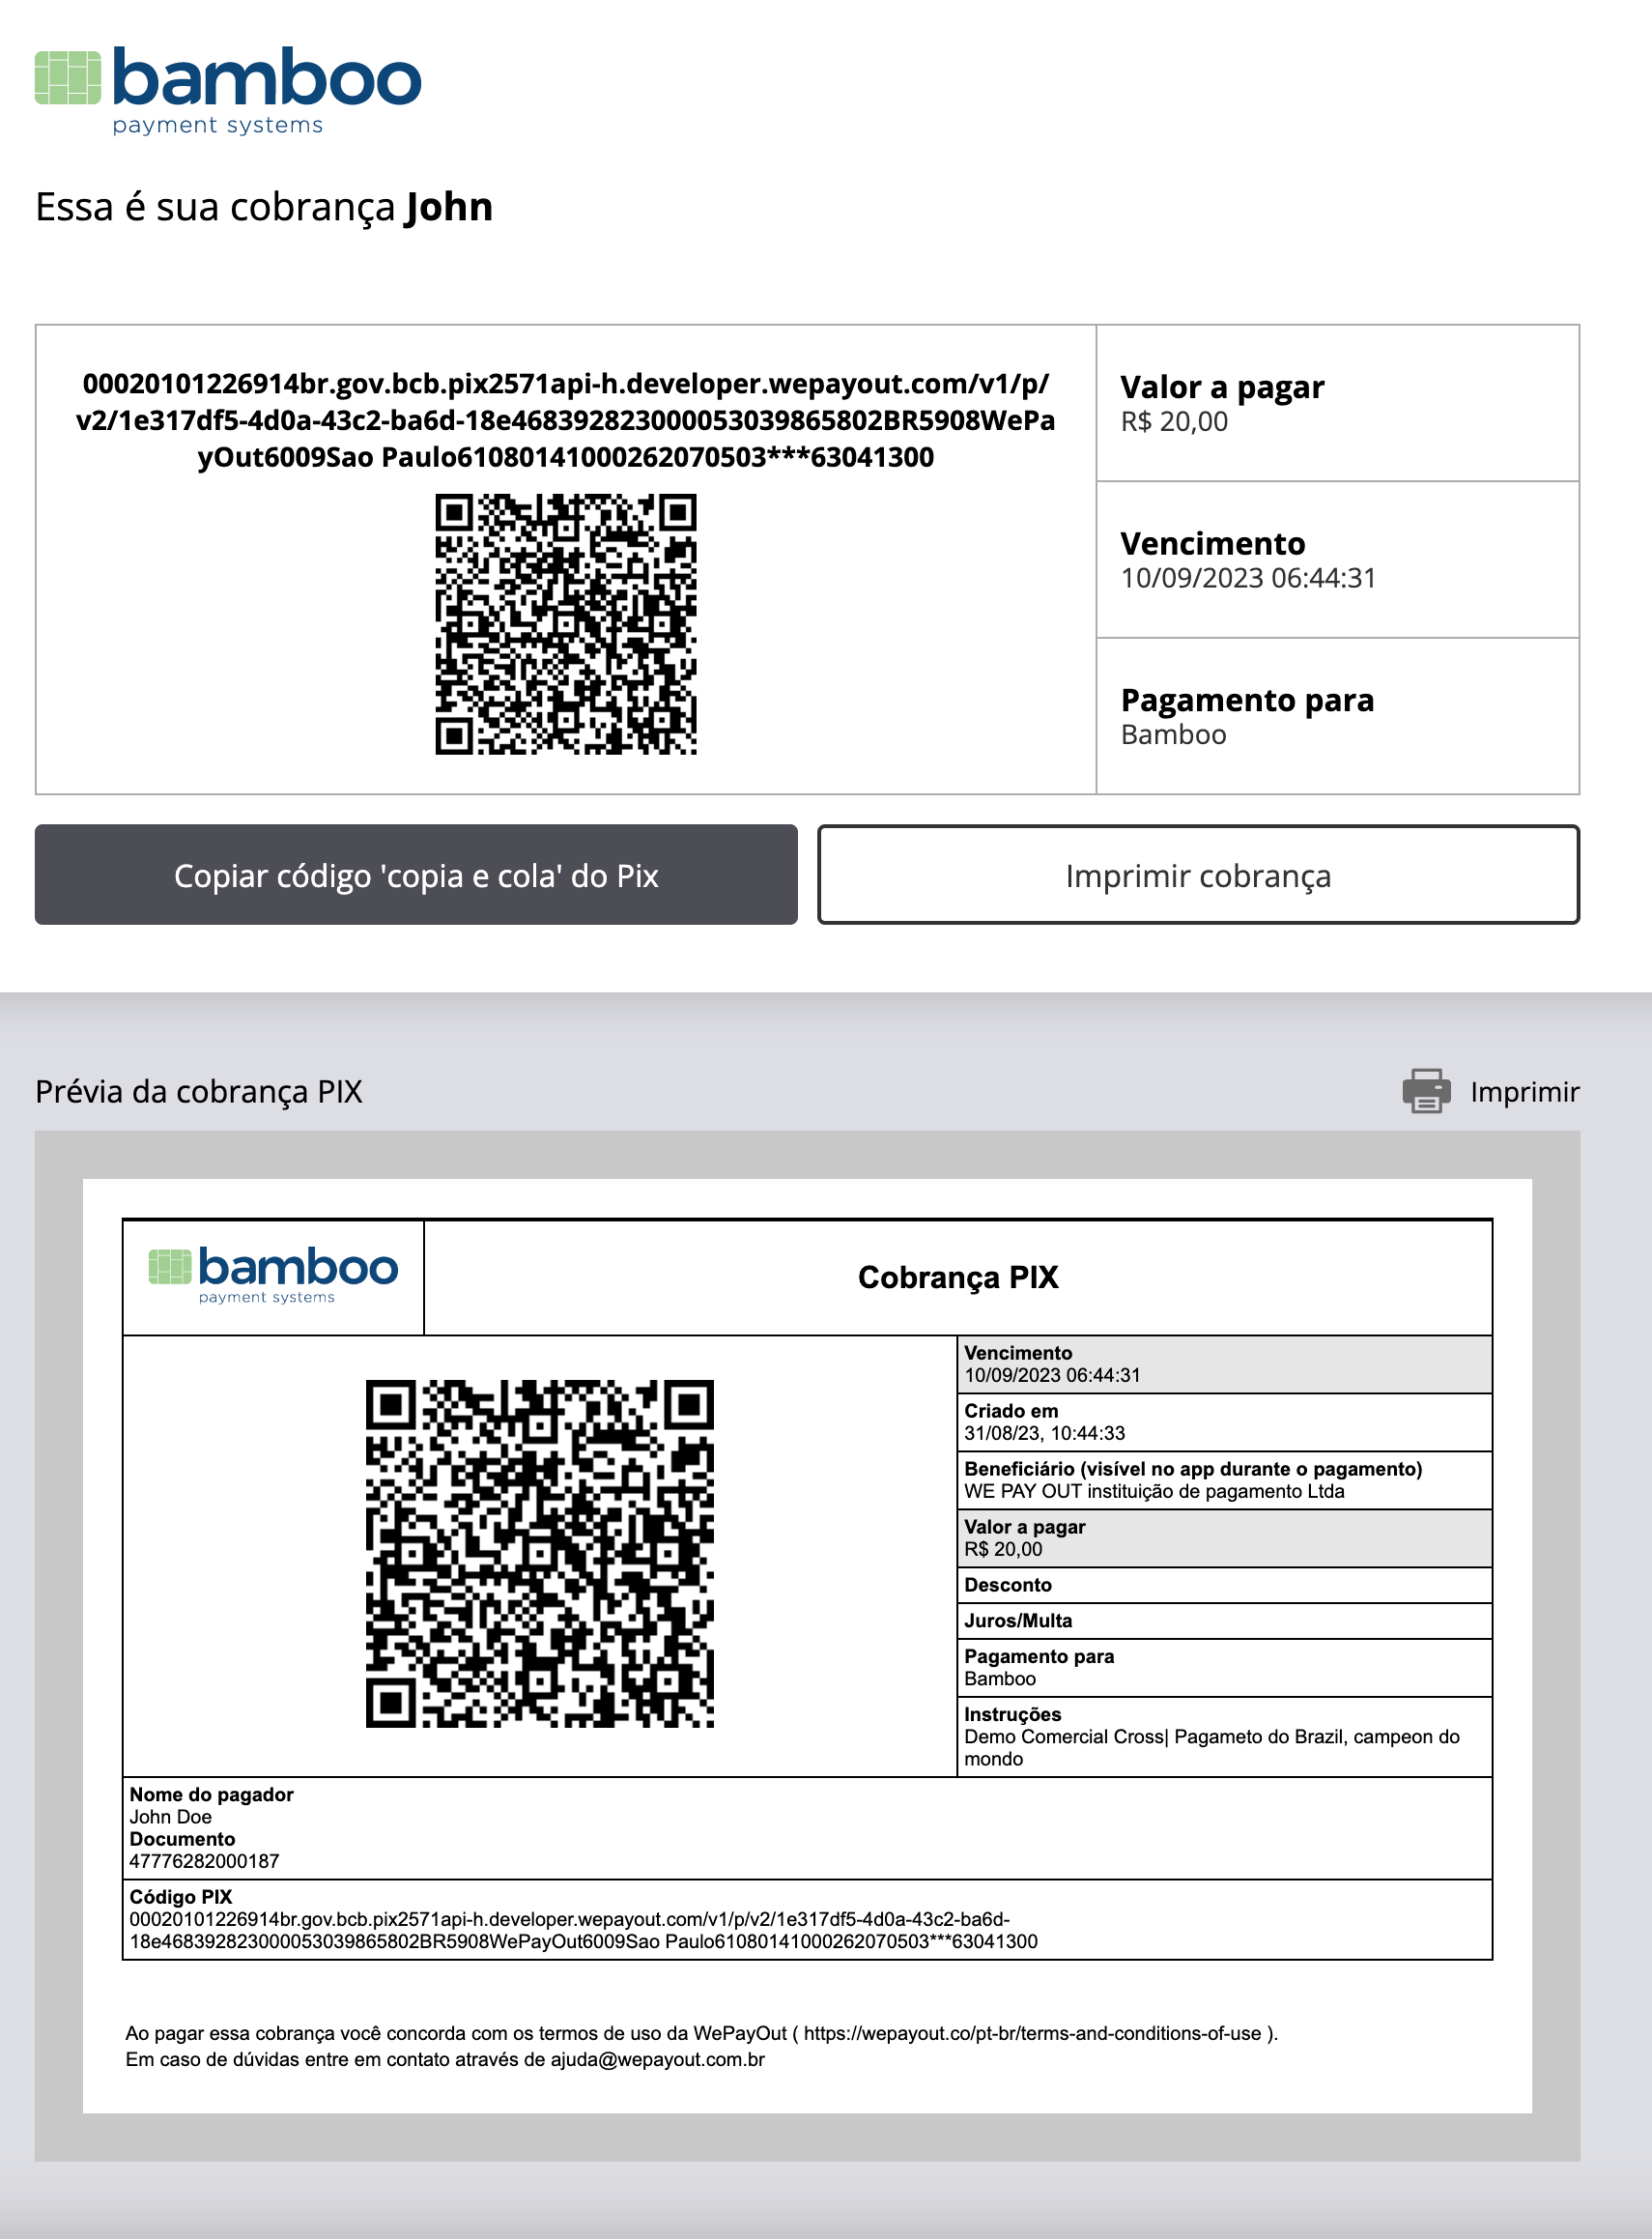 bamboo
payment systems
Essa é sua cobrança John
00020101226914br.gov.bcb.pix2571api-h.developer.wepayout.com/v1/p/
v2/1e317df5-4d0a-43c2-ba6d-18e468392823000053039865802BR5908WePa
yOut6009Sao Paulo61080141000262070503***63041300
Valor a pagar
R$ 20,00
Vencimento
10/09/2023 06:44:31
Pagamento para
Bamboo
Copiar código 'copia e cola' do Pix
Imprimir cobrança
Prévia da cobrança PIX
Imprimir
bamboo
payment systems
Cobrança PIX
Vencimento
10/09/2023 06:44:31
Criado em
31/08/23, 10:44:33
Beneficiário (visível no app durante o pagamento)
WE PAY OUT instituição de pagamento Ltda
Valor a pagar
R$ 20,00
Desconto
Juros/Multa
Pagamento para
Bamboo
Instruções
Demo Comercial Cross| Pagameto do Brazil, campeon do
mondo
Nome do pagador
John Doe
Documento
47776282000187
Código PIX
00020101226914br.gov.bcb.pix2571api-h.developer.wepayout.com/v1/p/v2/1e317df5-4d0a-43c2-ba6d-
18e468392823000053039865802BR5908WePayOut6009Sao Paulo61080141000262070503***63041300
Ao pagar essa cobrança você concorda com os termos de uso da WePayOut ( https://wepayout.co/pt-br/terms-and-conditions-of-use ).
Em caso de dúvidas entre em contato através de ajuda@wepayout.com.br